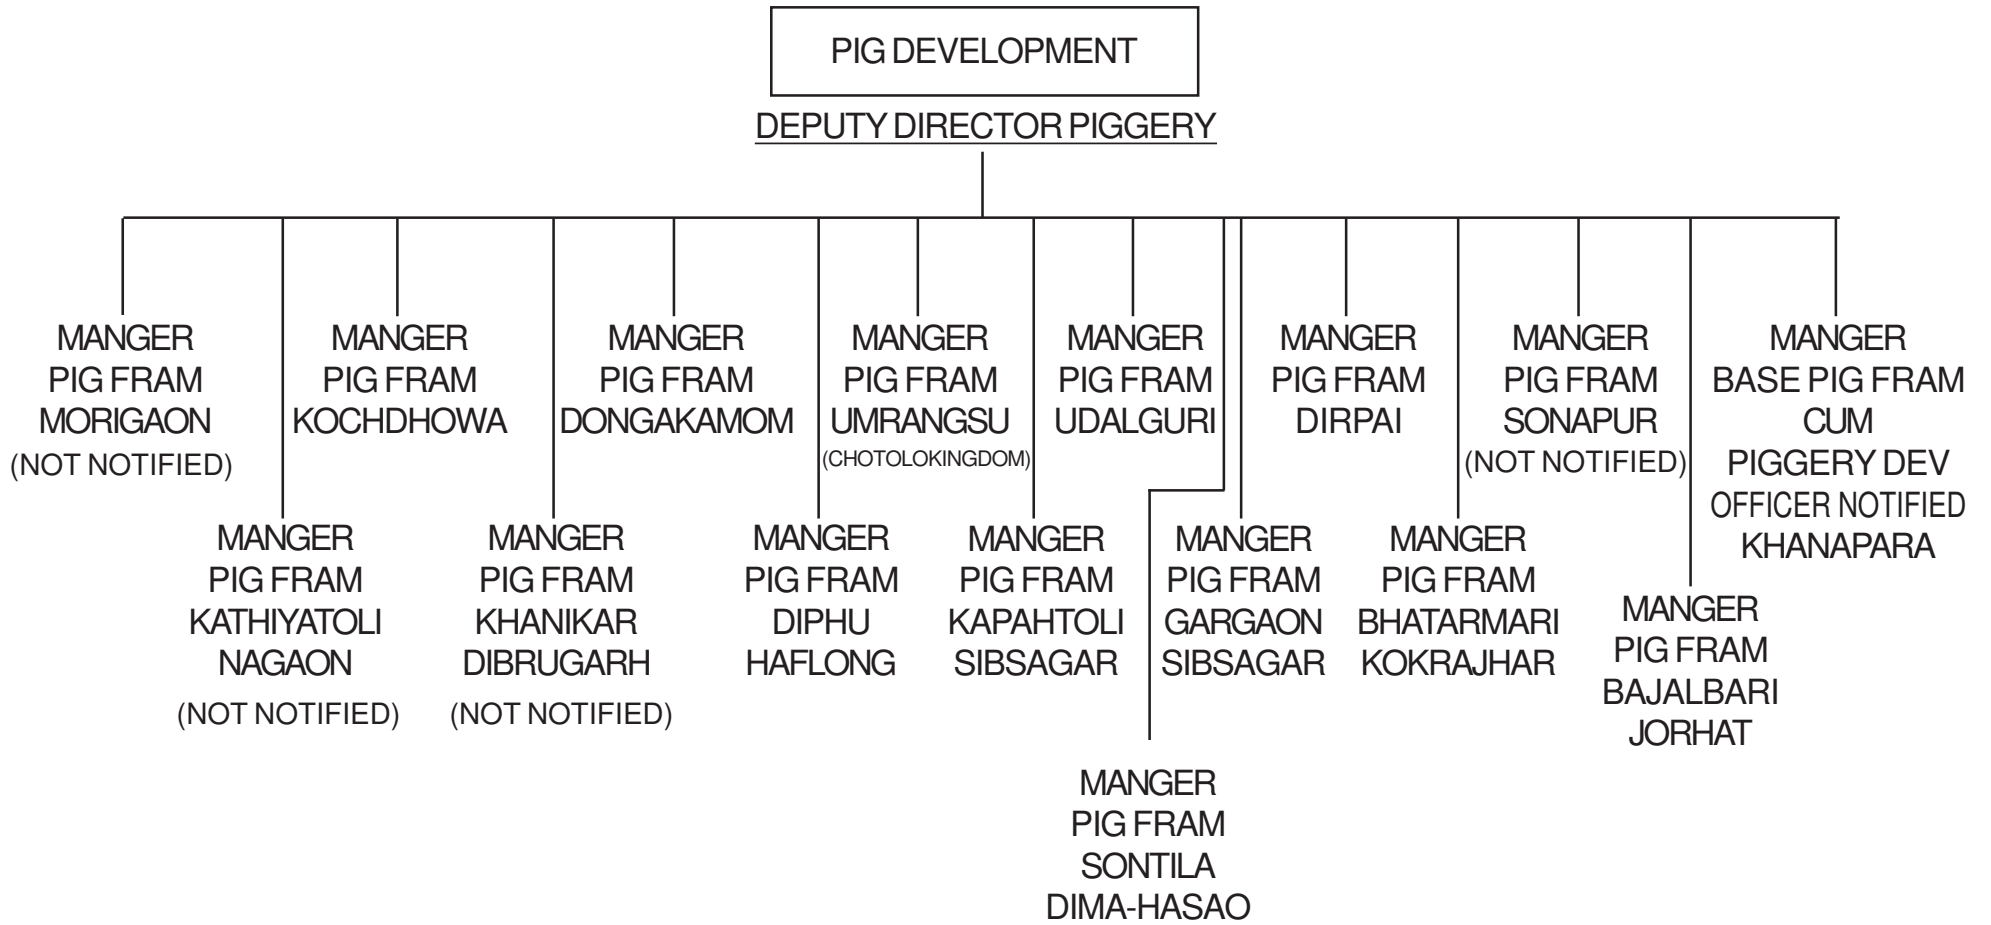 PIG DEVELOPMENT
DEPUTY DIRECTOR PIGGERY
MANGER
PIG FRAM
MORIGAON
(NOT NOTIFIED)
MANGER
PIG FRAM
KOCHDHOWA
MANGER
PIG FRAM
DONGAKAMOM
MANGER
PIG FRAM
UMRANGSU
(CHOTOLOKINGDOM)
MANGER
PIG FRAM
UDALGURI
MANGER
PIG FRAM
DIRPAI
MANGER
PIG FRAM
SONAPUR
(NOT NOTIFIED)
MANGER
BASE PIG FRAM
CUM
PIGGERY DEV
OFFICER NOTIFIED
KHANAPARA
MANGER
PIG FRAM
KATHIYATOLI
NAGAON
(NOT NOTIFIED)
MANGER
PIG FRAM
KHANIKAR
DIBRUGARH
(NOT NOTIFIED)
MANGER
PIG FRAM
DIPHU
HAFLONG
MANGER
PIG FRAM
KAPAHTOLI
SIBSAGAR
MANGER
PIG FRAM
GARGAON
SIBSAGAR
MANGER
PIG FRAM
BHATARMARI
KOKRAJHAR
MANGER
PIG FRAM
BAJALBARI
JORHAT
MANGER
PIG FRAM
SONTILA
DIMA-HASAO